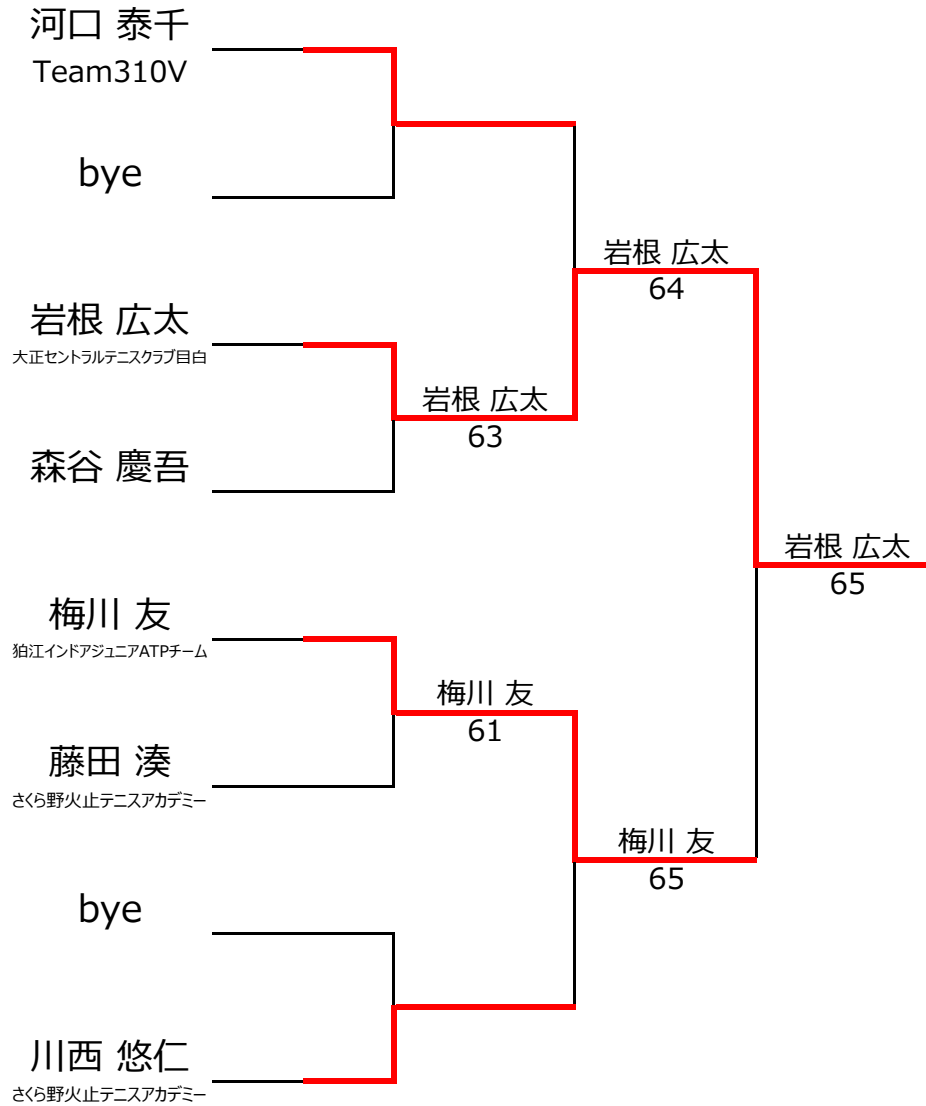 河口 泰千
Team310V
bye
岩根 広太
64
岩根 広太
大正セントラルテニスクラブ目白
岩根 広太
63
森谷 慶吾
岩根 広太
65
梅川 友
狛江インドアジュニアATPチーム
梅川 友
61
藤田 湊
さくら野火止テニスアカデミー
梅川 友
65
bye
川西 悠仁
さくら野火止テニスアカデミー